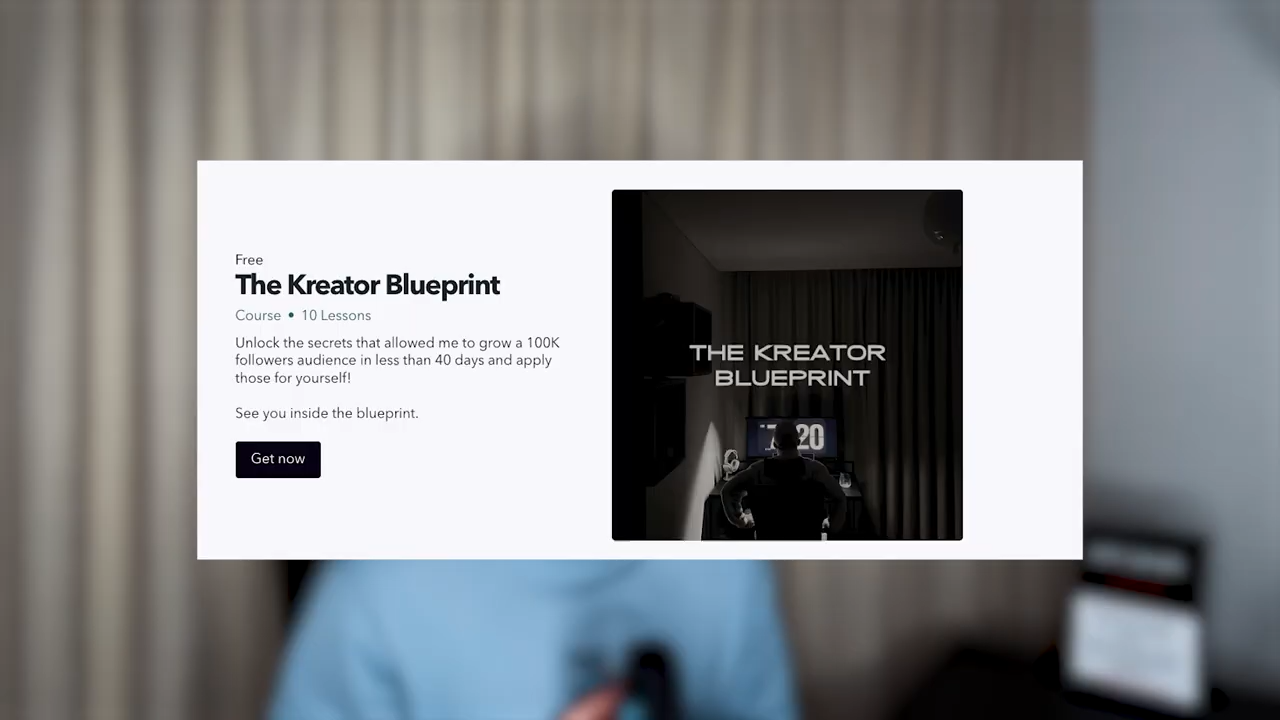 Free
The Kreator Blueprint
Course • 10 Lessons
Unlock the secrets that allowed me to grow a 100K
followers audience in less than 40 days and apply
those for yourself!
See you inside the blueprint.
Get now
THE KREATOR
BLUEPRINT